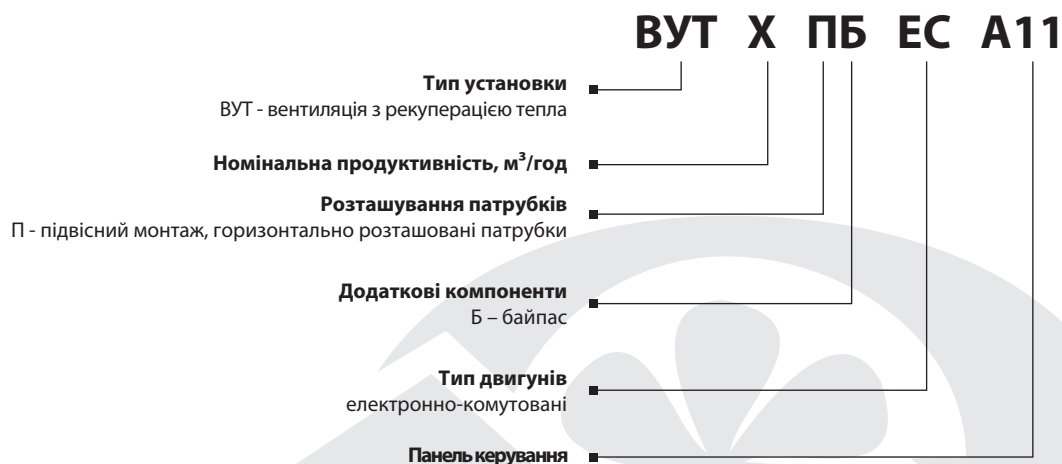 ВУТ Х ПБ ЕС А11
Тип установки
ВУТ - вентиляція з рекуперацією тепла
Номінальна продуктивність, м³/год
Розташування патрубків
П - підвісний монтаж, горизонтально розташовані патрубки
Додаткові компоненти
Б – байпас
Тип двигунів
електронно-комутовані
Панель керування